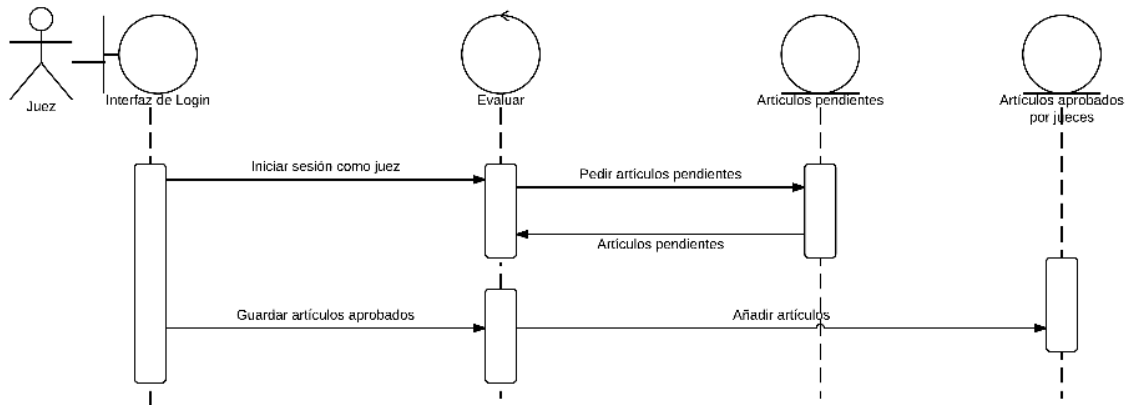 Juez
Interfaz de Login
Evaluar
Artículos pendientes
Artículos aprobados
por jueces
Iniciar sesión como juez
Pedir artículos pendientes
Artículos pendientes
Guardar artículos aprobados
Añadir artículos